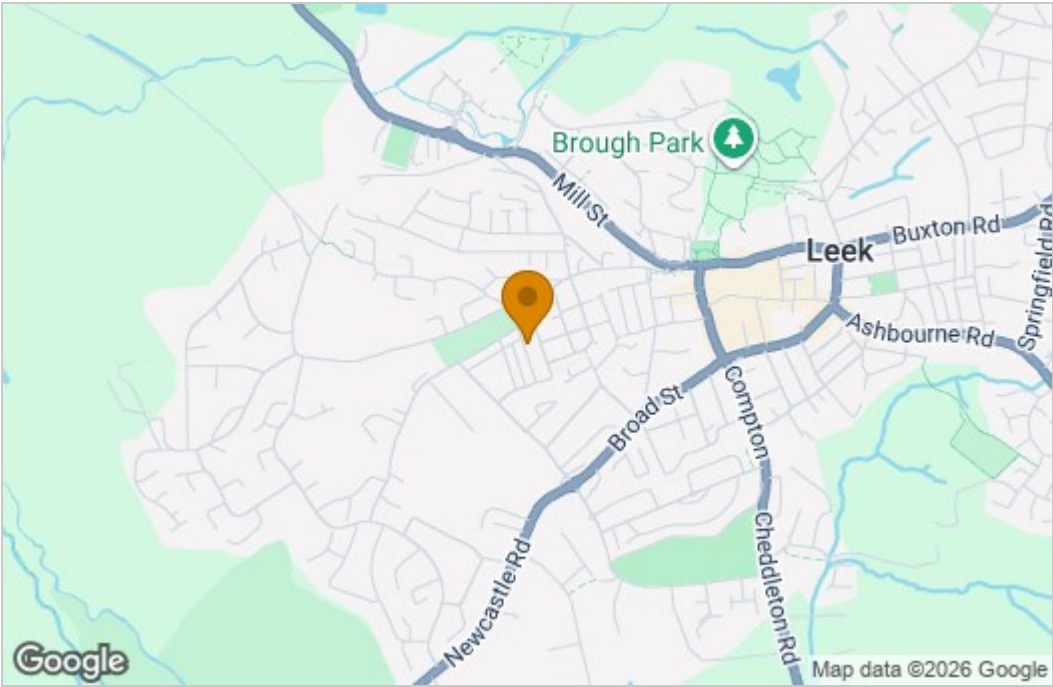 Brough Park
Mill St
Buxton Rd
Leek
Springfield Rd
Ashbourne Rd
Broad St
Compton
Cheddleton Rd
Newcastle Rd
Google
Map data ©2026 Google